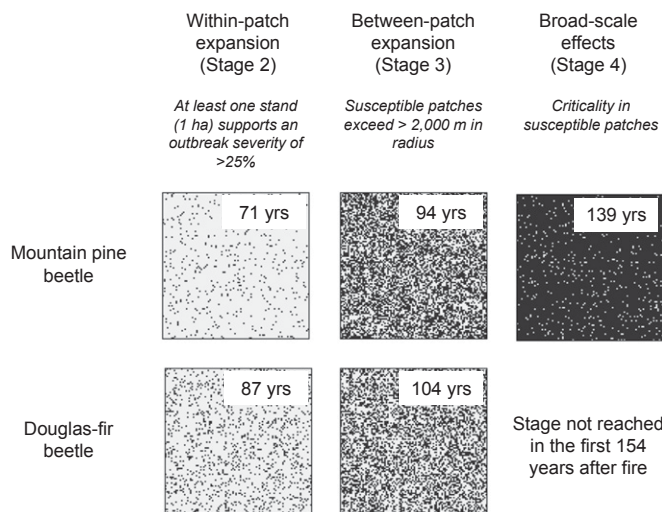 Within-patch
expansion
(Stage 2)
Between-patch
expansion
(Stage 3)
Broad-scale
effects
(Stage 4)
At least one stand
(1 ha) supports an
outbreak severity of
>25%
Susceptible patches
exceed > 2,000 m in
radius
Criticality in
susceptible patches
Mountain pine
beetle
71 yrs
94 yrs
139 yrs
Douglas-fir
beetle
87 yrs
104 yrs
Stage not reached
in the first 154
years after fire